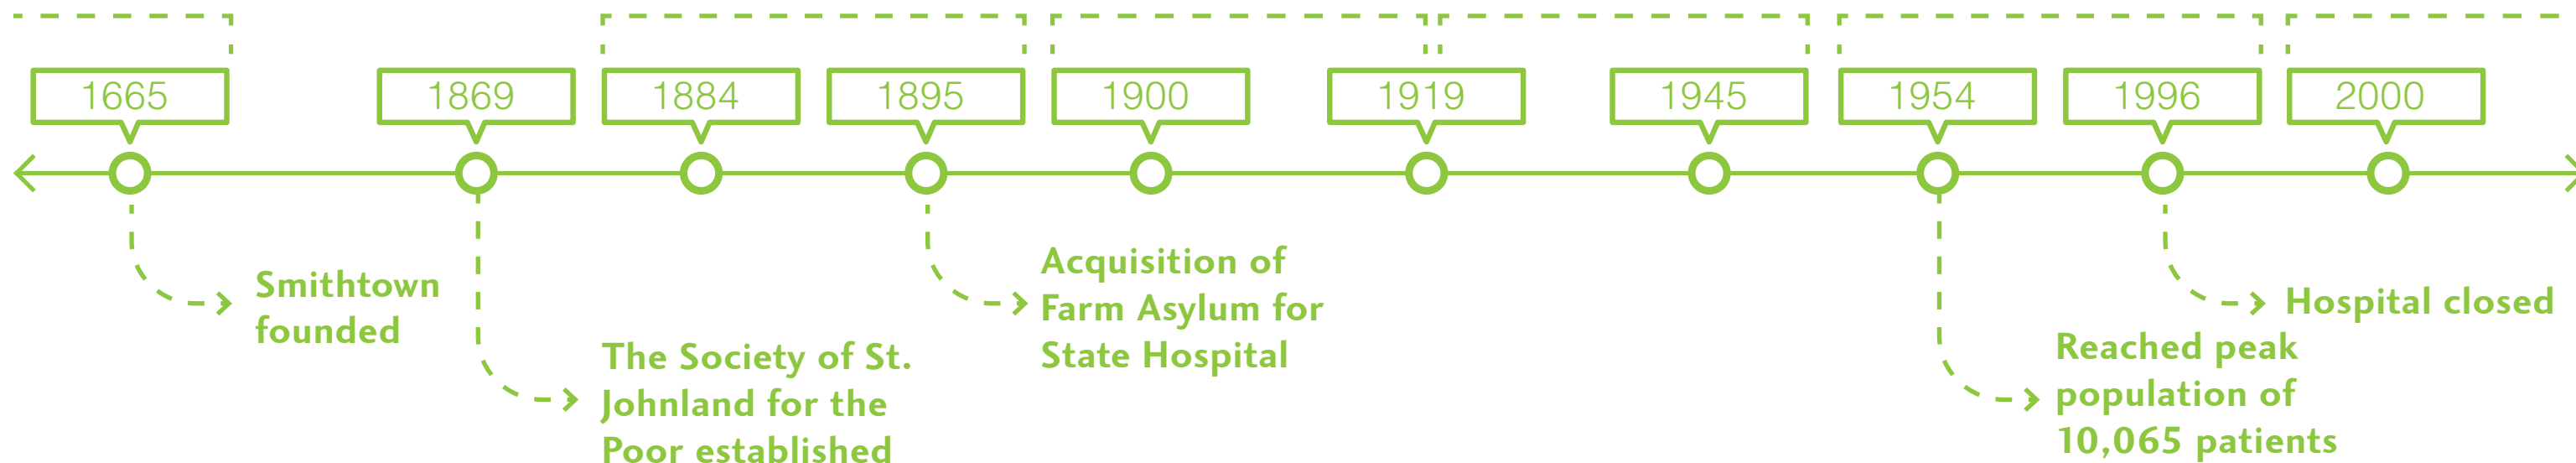 1665
1869
1884
1895
1900
1919
1945
1954
1996
2000
Smithtown
founded
The Society of St.
Johnland for the
Poor established
Acquisition of
Farm Asylum for
State Hospital
Reached peak
population of
10,065 patients
Hospital closed